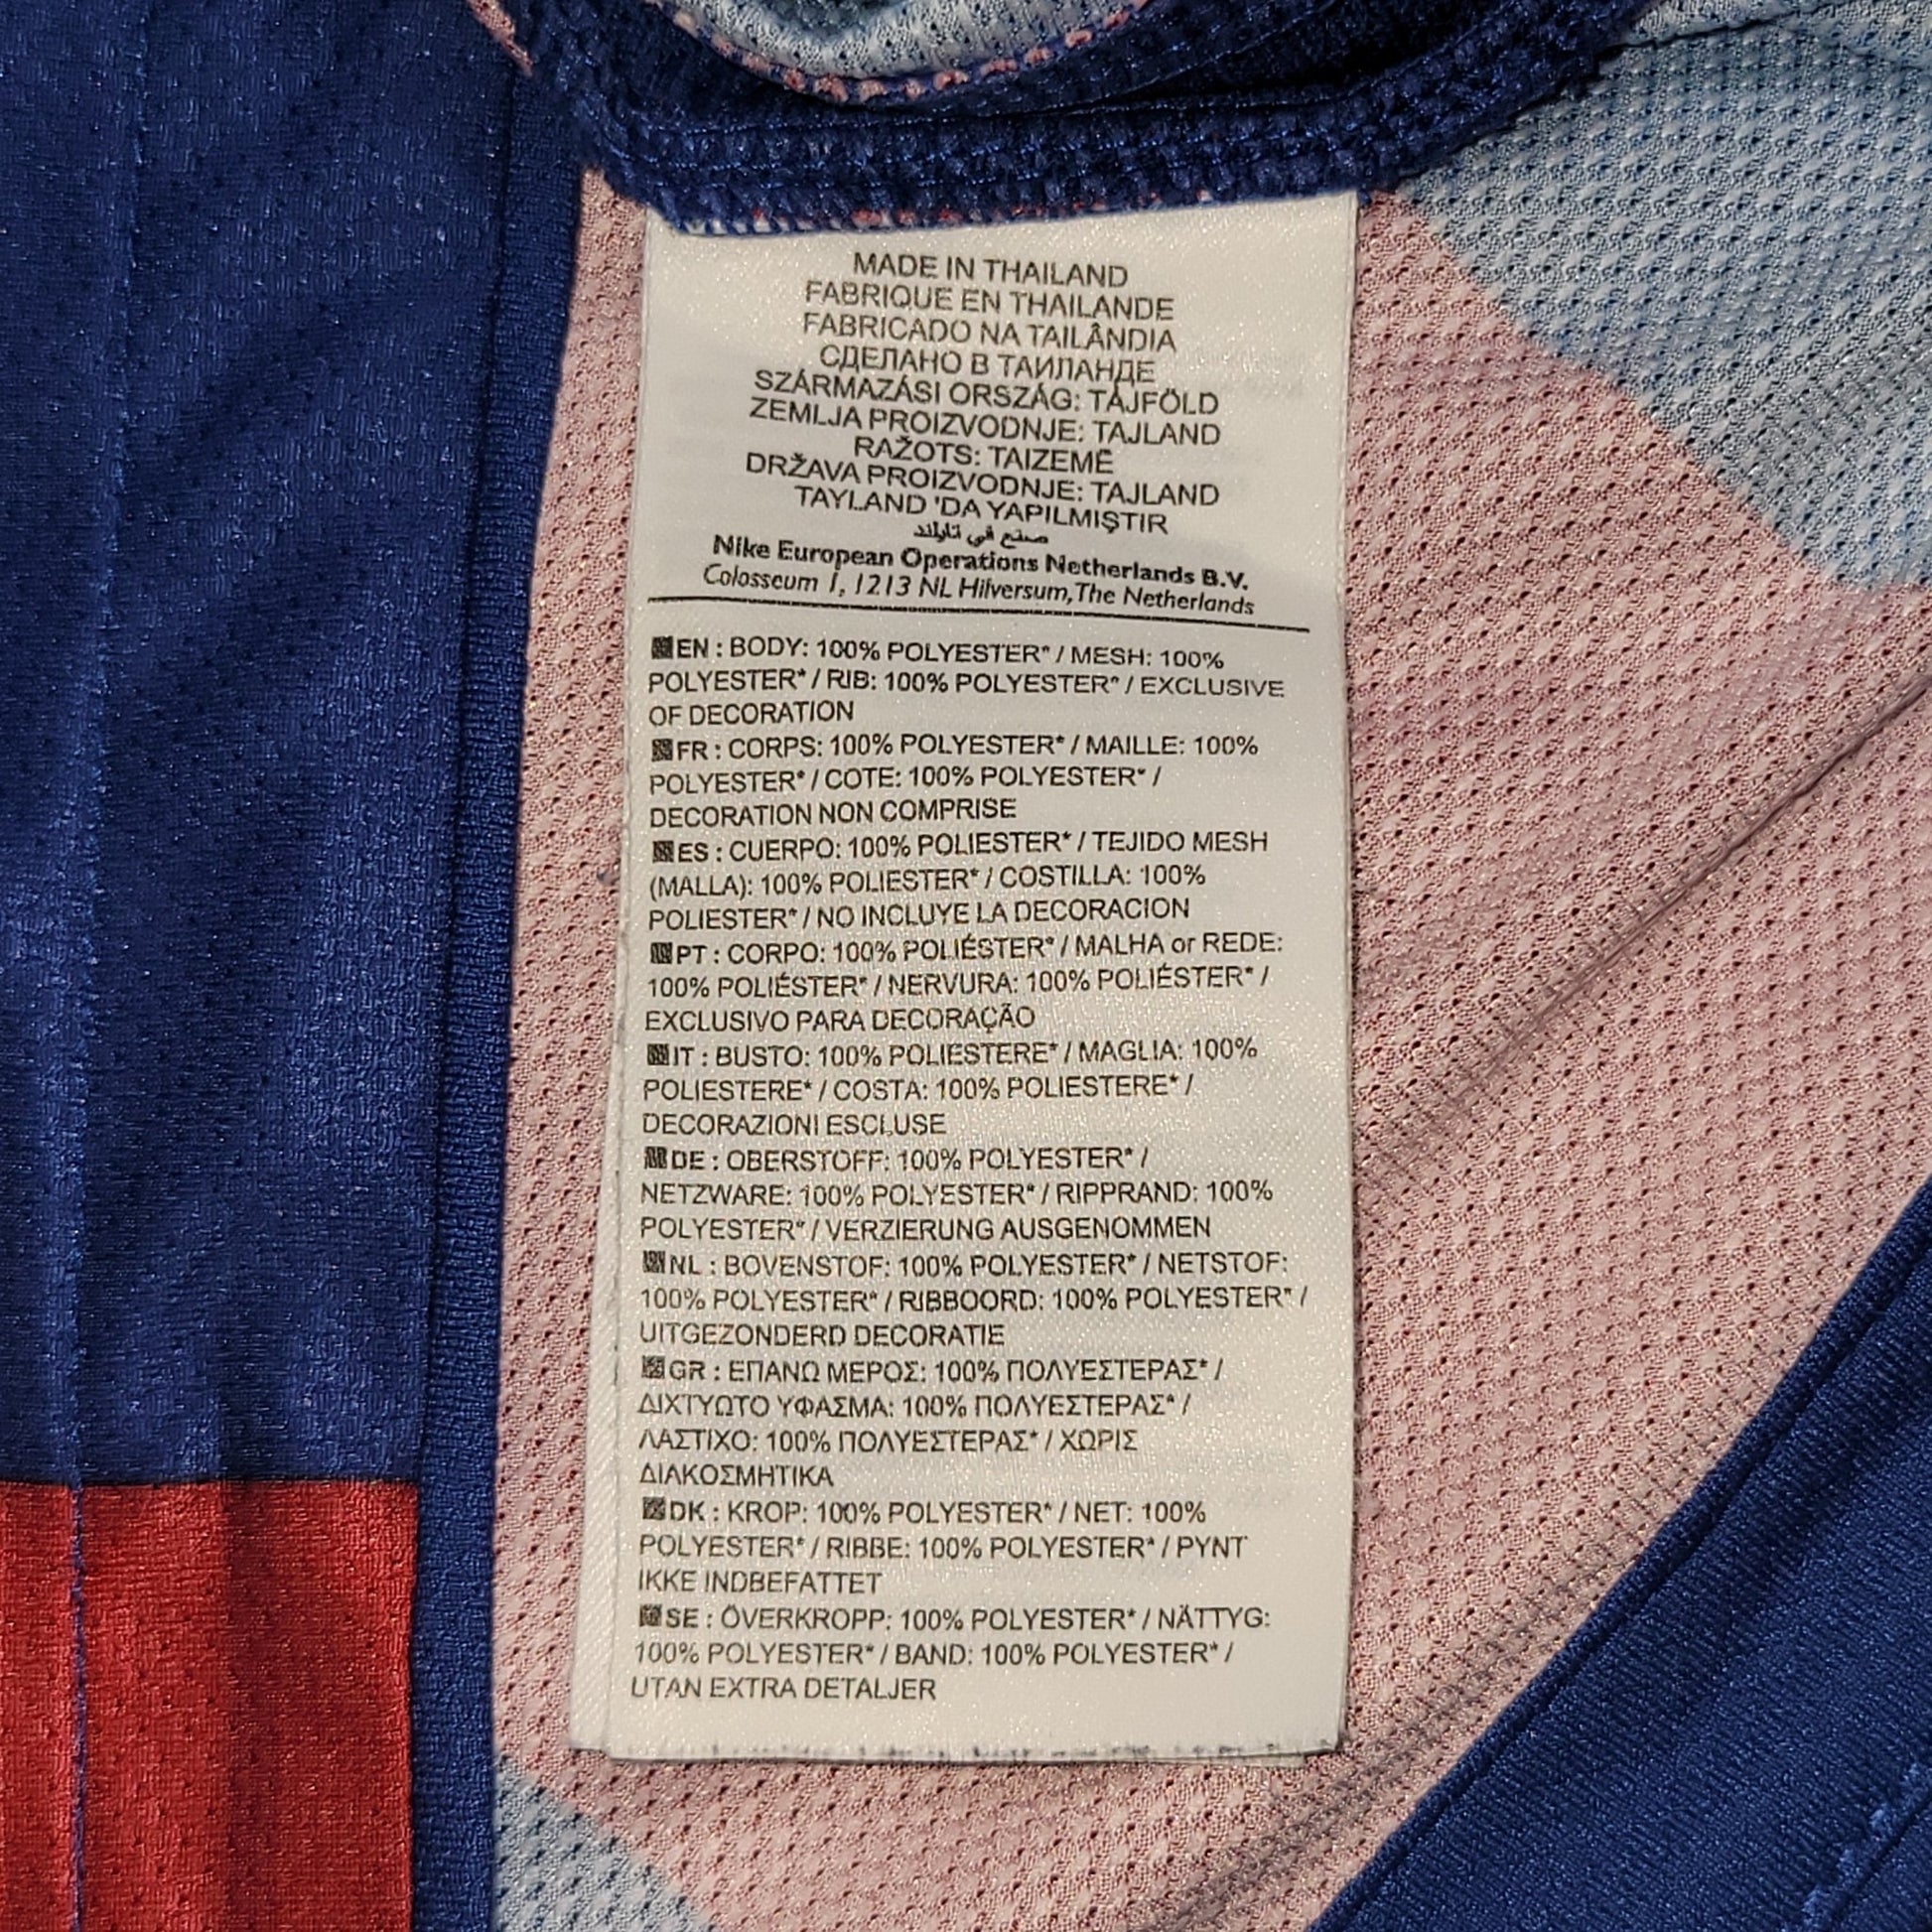 MADE IN THAILAND
FABRIQUE EN THAILANDE
FABRICADO NA TAILÂNDIA
СДЕЛАНО В ТАИЛАНДЕ
SZÁRMAZÁSI ORSZÁG: TÁJFÖLD
ZEMLJA PROIZVODNJE: TAJLAND
RAŽOTS: TAIZEMĒ
DRŽAVA PROIZVODNJE: TAJLAND
TAYLAND 'DA YAPILMIŞTIR
صنع في تايلند
Nike European Operations Netherlands B.V.
Colosseum 1, 1213 NL Hilversum, The Netherlands
EN : BODY: 100% POLYESTER* / MESH: 100%
POLYESTER* / RIB: 100% POLYESTER* / EXCLUSIVE
OF DECORATION
FR : CORPS: 100% POLYESTER* / MAILLE: 100%
POLYESTER* / COTE: 100% POLYESTER* /
DECORATION NON COMPRISE
ES : CUERPO: 100% POLIESTER* / TEJIDO MESH
(MALLA): 100% POLIESTER* / COSTILLA: 100%
POLIESTER* / NO INCLUYE LA DECORACION
PT : CORPO: 100% POLIÉSTER* / MALHA or REDE:
100% POLIÉSTER* / NERVURA: 100% POLIÉSTER* /
EXCLUSIVO PARA DECORAÇÃO
IT : BUSTO: 100% POLIESTERE* / MAGLIA: 100%
POLIESTERE* / COSTA: 100% POLIESTERE* /
DECORAZIONI ESCLUSE
DE : OBERSTOFF: 100% POLYESTER* /
NETZWARE: 100% POLYESTER* / RIPPRAND: 100%
POLYESTER* / VERZIERUNG AUSGENOMMEN
NL : BOVENSTOF: 100% POLYESTER* / NETSTOF:
100% POLYESTER* / RIBBOORD: 100% POLYESTER* /
UITGEZONDERD DECORATIE
GR : ΕΠΑΝΩ ΜΕΡΟΣ: 100% ΠΟΛΥΕΣΤΕΡΑΣ* /
ΔΙΧΤΥΩΤΟ ΥΦΑΣΜΑ: 100% ΠΟΛΥΕΣΤΕΡΑΣ* /
ΛΑΣΤΙΧΟ: 100% ΠΟΛΥΕΣΤΕΡΑΣ* / ΧΩΡΙΣ
ΔΙΑΚΟΣΜΗΤΙΚΑ
DK : KROP: 100% POLYESTER* / NET: 100%
POLYESTER* / RIBBE: 100% POLYESTER* / PYNT
IKKE INDBEFATTET
SE : ÖVERKROPP: 100% POLYESTER* / NÄTTYG:
100% POLYESTER* / BAND: 100% POLYESTER* /
UTAN EXTRA DETALJER